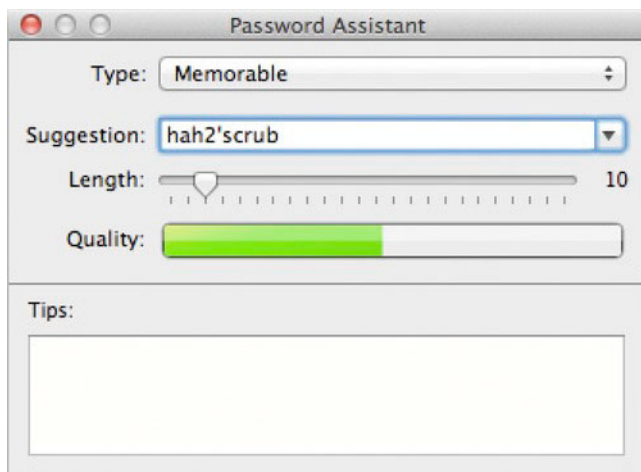 Password Assistant
Type: Memorable
Suggestion: hah2'scrub
Length: 10
Quality:
Tips: